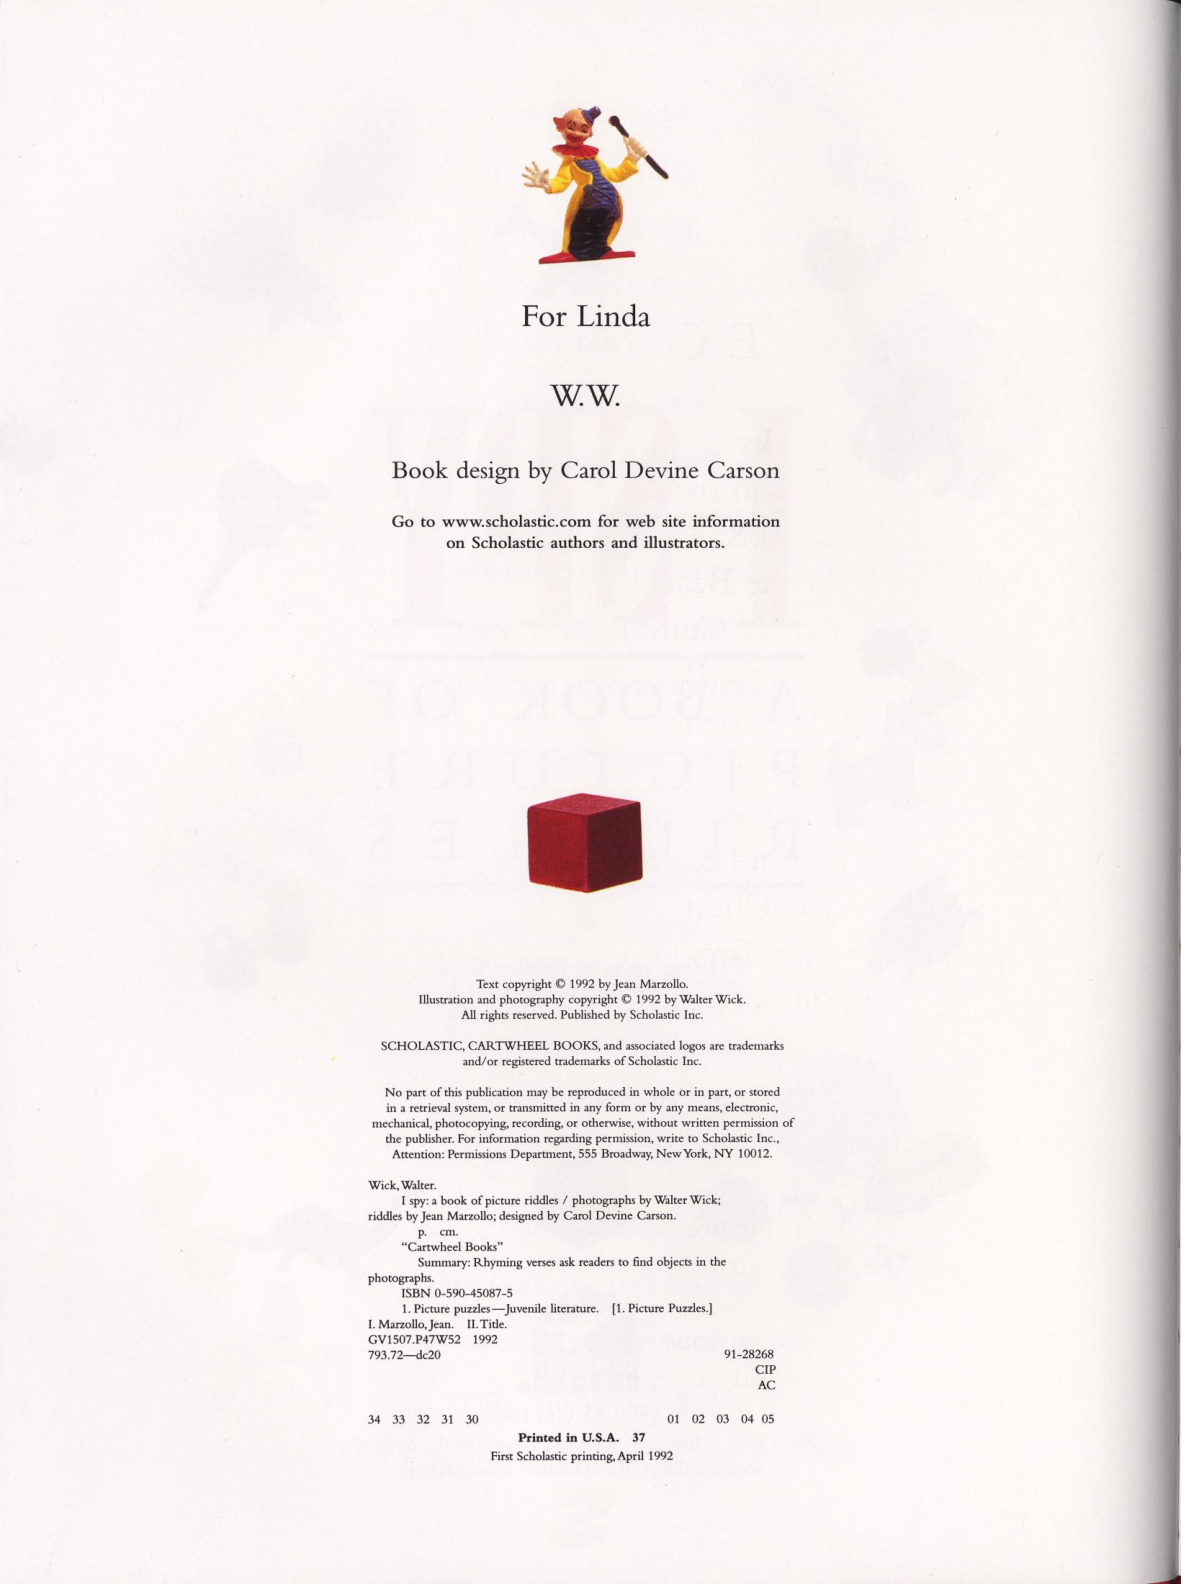 For Linda
W.W.
Book design by Carol Devine Carson
Go to www.scholastic.com for web site information
on Scholastic authors and illustrators.
Text copyright © 1992 by Jean Marzollo.
Illustration and photography copyright © 1992 by Walter Wick.
All rights reserved. Published by Scholastic Inc.
SCHOLASTIC, CARTWHEEL BOOKS, and associated logos are trademarks
and/or registered trademarks of Scholastic Inc.
No part of this publication may be reproduced in whole or in part, or stored
in a retrieval system, or transmitted in any form or by any means, electronic,
mechanical, photocopying, recording, or otherwise, without written permission of
the publisher. For information regarding permission, write to Scholastic Inc.,
Attention: Permissions Department, 555 Broadway, New York, NY 10012.
Wick, Walter.
I spy: a book of picture riddles / photographs by Walter Wick;
riddles by Jean Marzollo; designed by Carol Devine Carson.
p. cm.
“Cartwheel Books”
Summary: Rhyming verses ask readers to find objects in the
photographs.
ISBN 0-590-45087-5
1. Picture puzzles—Juvenile literature. [1. Picture Puzzles.]
I. Marzollo, Jean. II. Title.
GV1507.P47W52 1992
793.72—dc20 91-28268
CIP
AC
34 33 32 31 30 01 02 03 04 05
Printed in U.S.A. 37
First Scholastic printing, April 1992